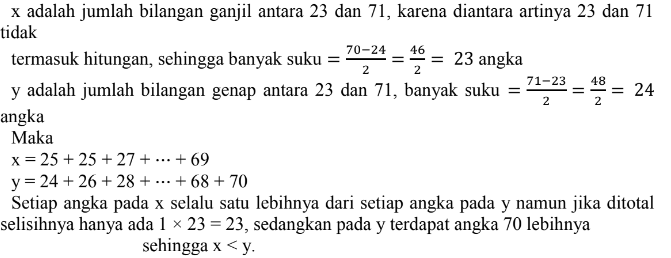 x adalah jumlah bilangan ganjil antara 23 dan 71, karena diantara artinya 23 dan 71
tidak
termasuk hitungan, sehingga banyak suku = \frac{70−24}{2} = \frac{46}{2} = 23 angka
y adalah jumlah bilangan genap antara 23 dan 71, banyak suku = \frac{71−23}{2} = \frac{48}{2} = 24
angka
Maka
x = 25 + 25 + 27 + ⋯ + 69
y = 24 + 26 + 28 + ⋯ + 68 + 70
Setiap angka pada x selalu satu lebihnya dari setiap angka pada y namun jika ditotal
selisihnya hanya ada 1 × 23 = 23, sedangkan pada y terdapat angka 70 lebihnya
sehingga x < y.